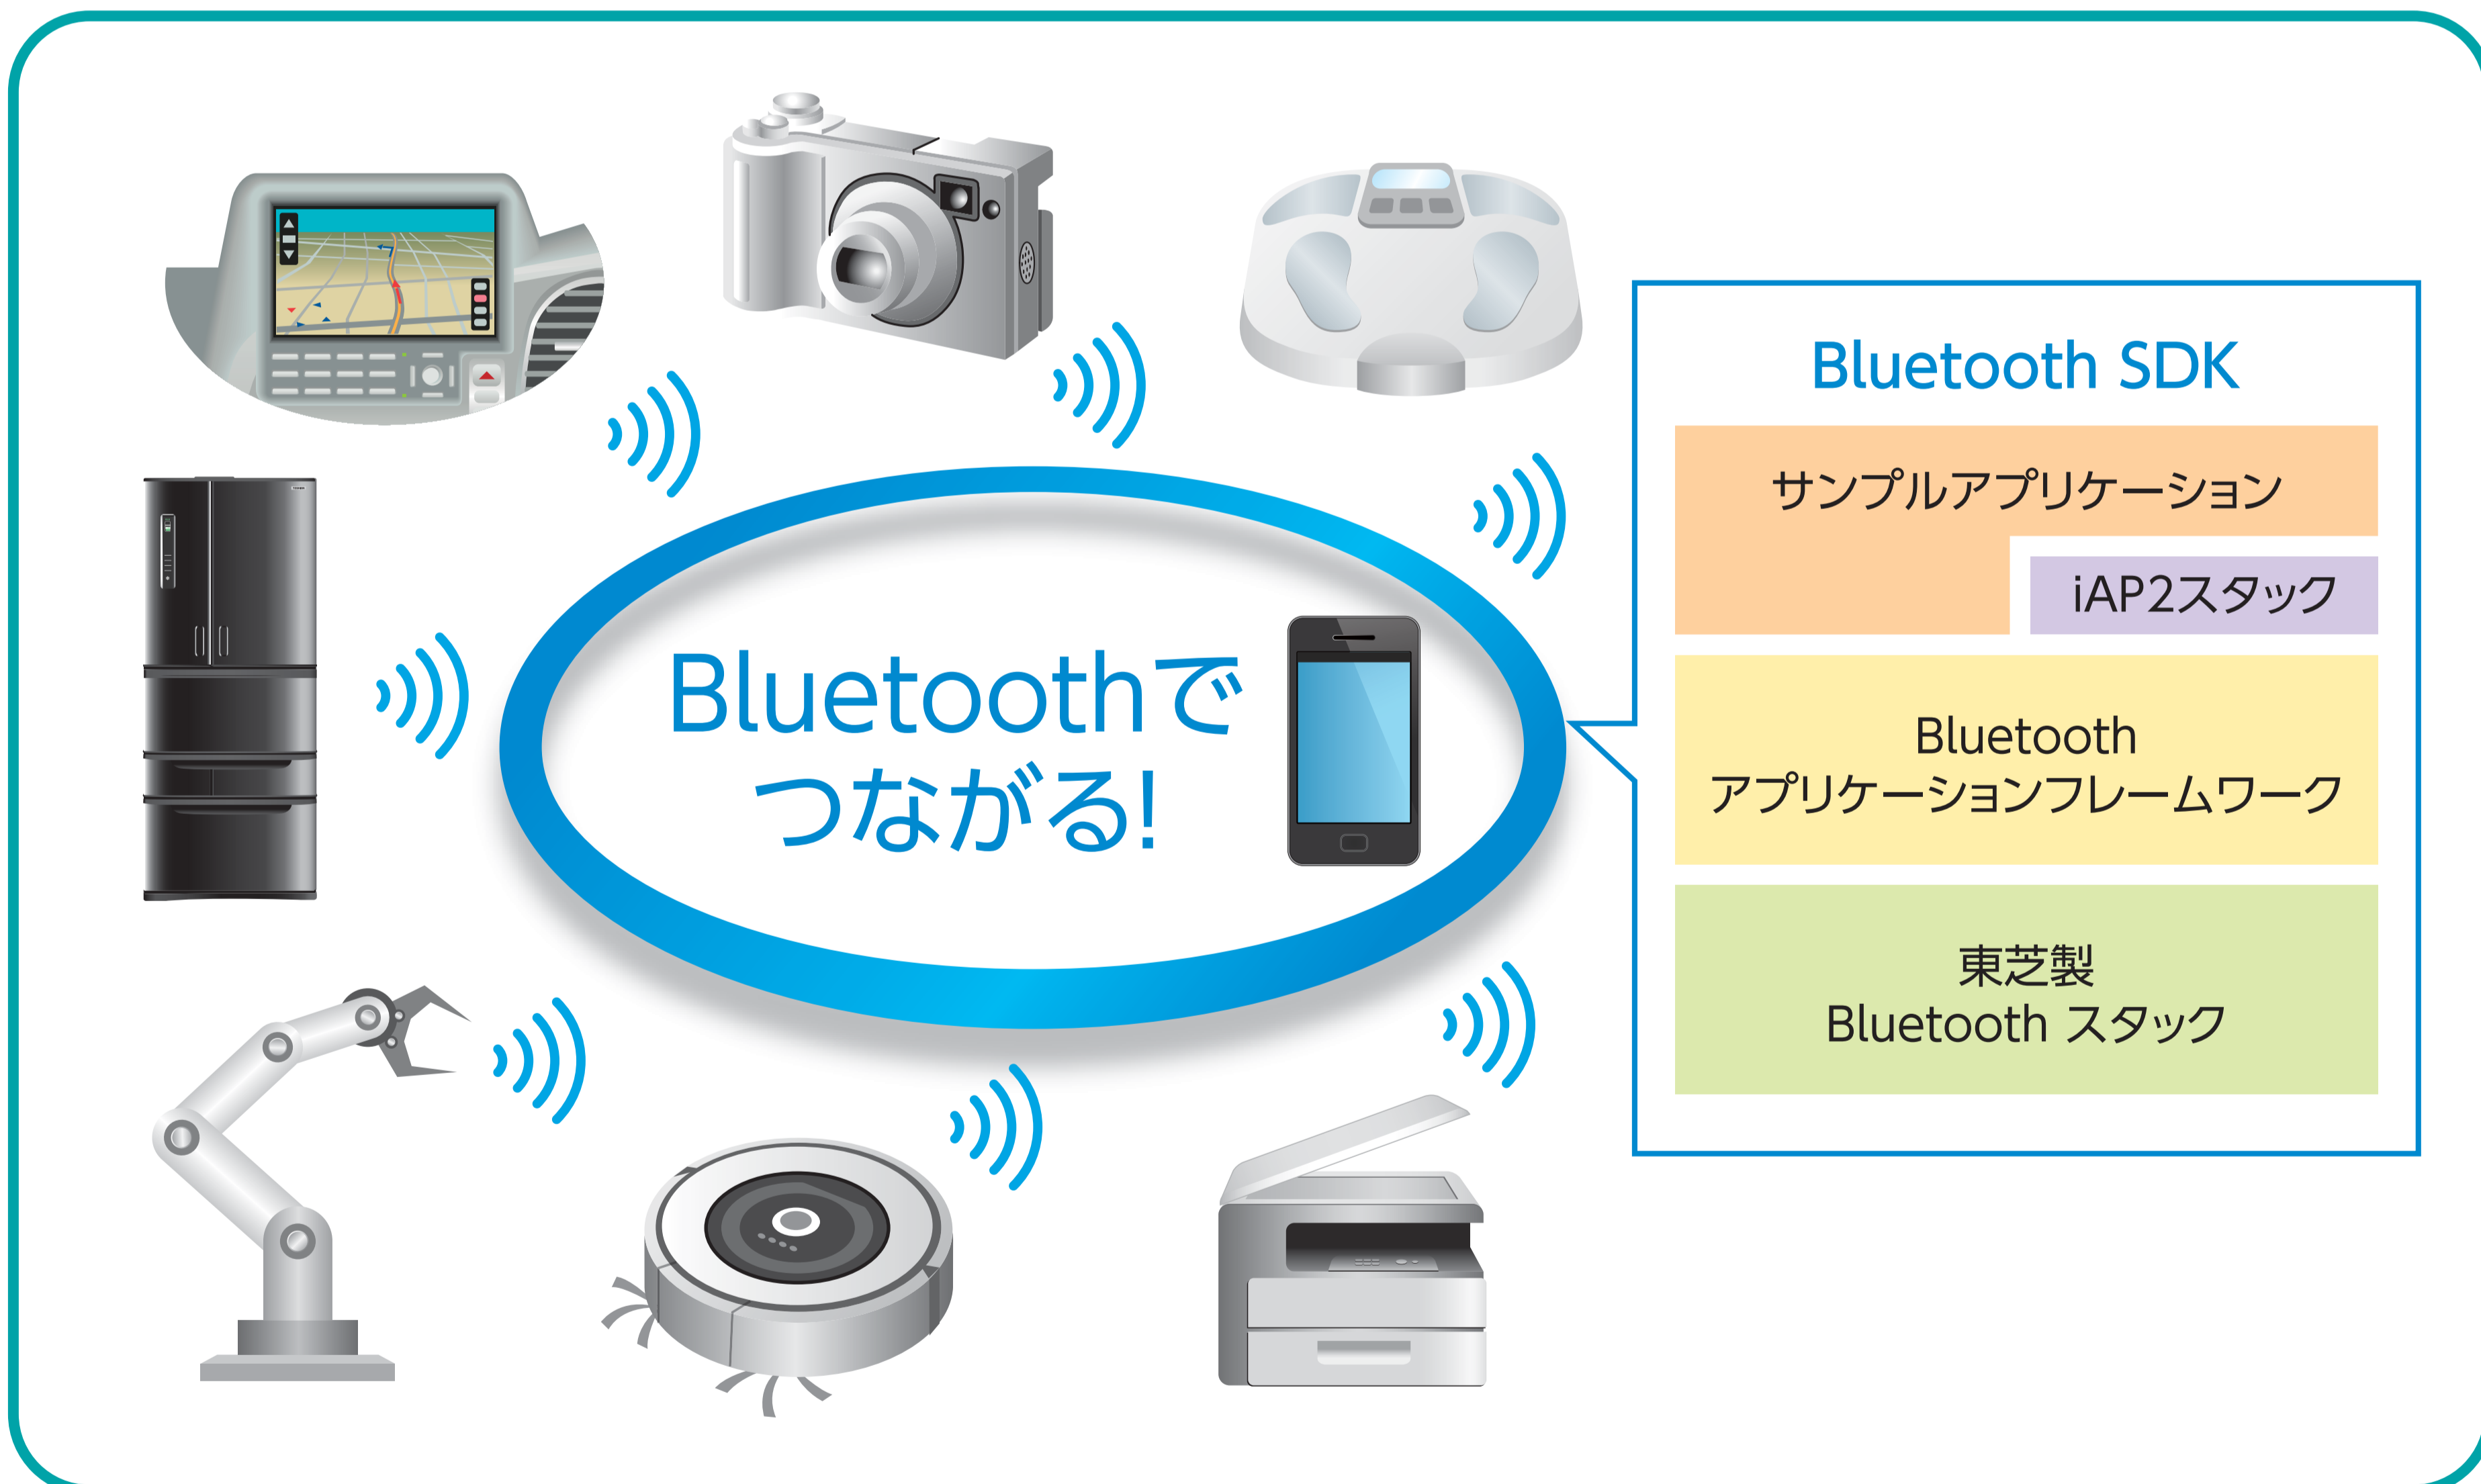 Bluetoothで
つながる!
Bluetooth SDK
サンプルアプリケーション
iAP2スタック
Bluetooth
アプリケーションフレームワーク
東芝製
Bluetooth スタック